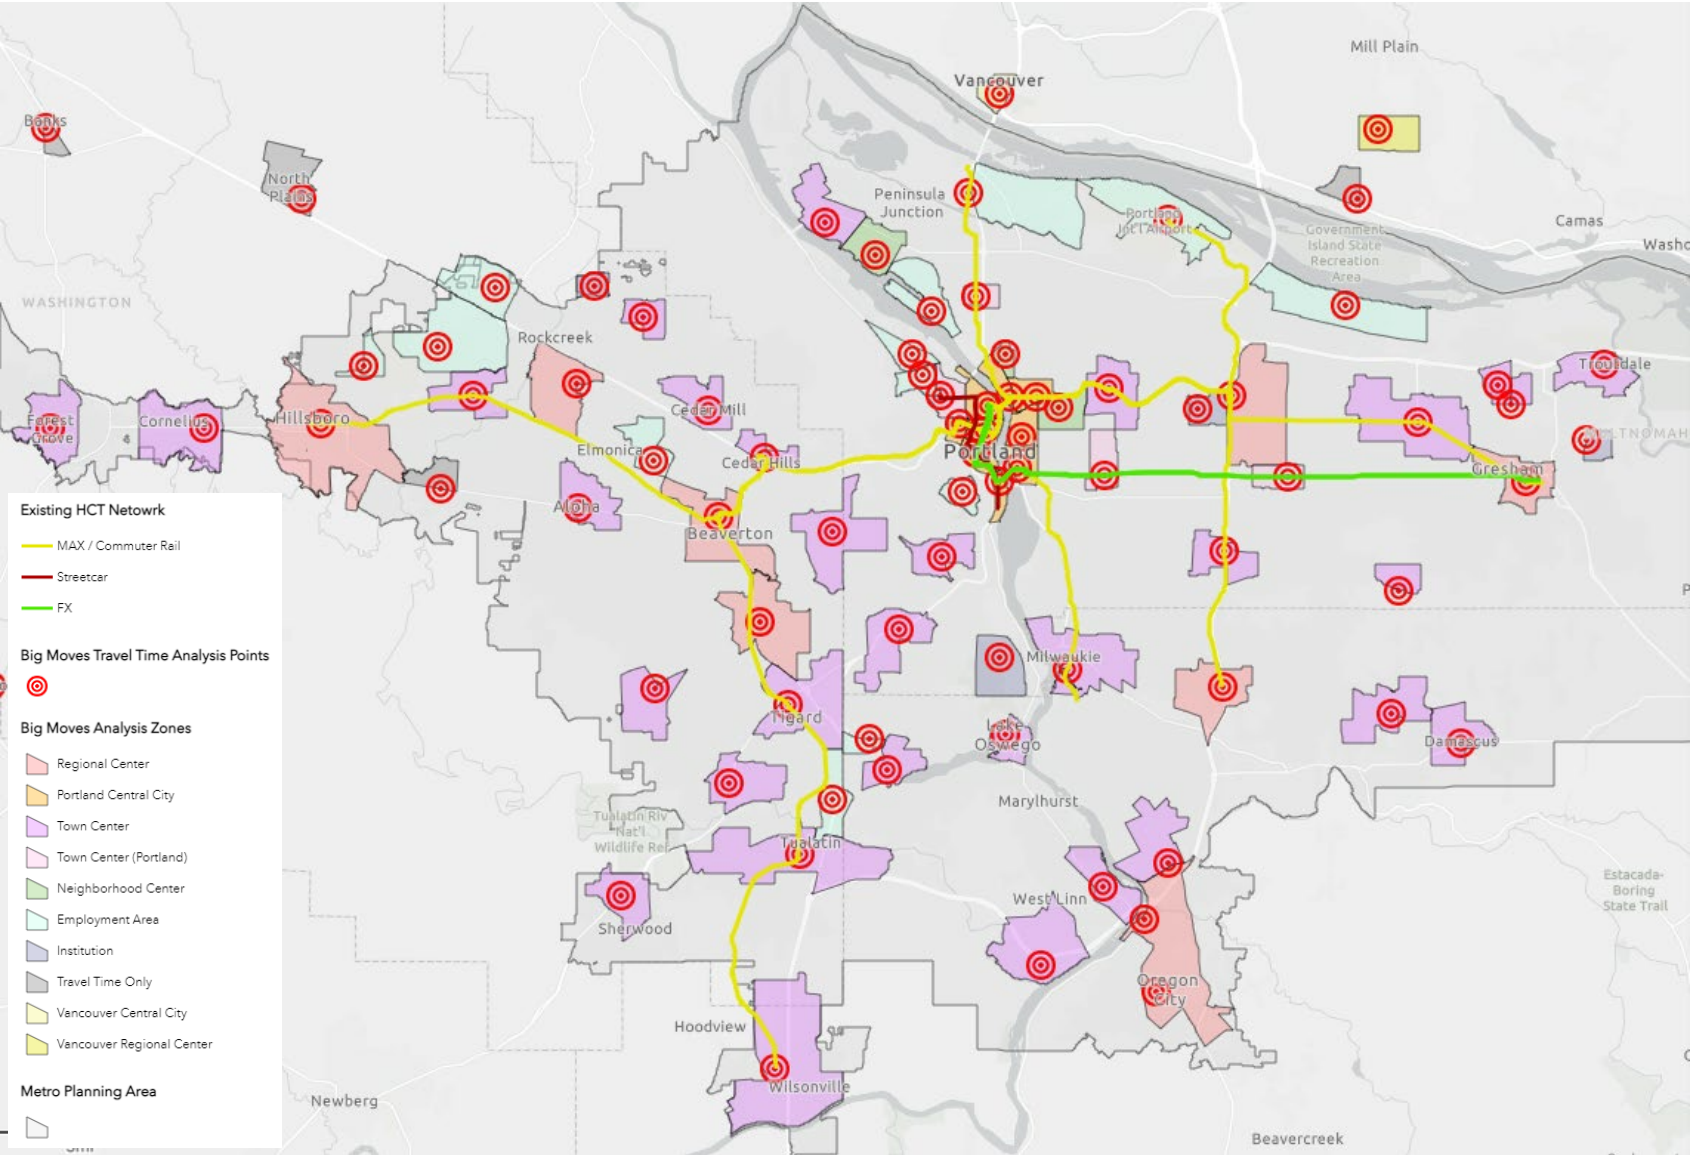 Mill Plain
Vancouver
Banks
North
Plains
Peninsula
Junction
Portland
Int'l Airport
Camas
Government
Island State
Recreation
Area
Washo
WASHINGTON
Rockcreek
Troutdale
Forest
Grove
Cornelius
4
Hillsboro
Cedar Mill
Elmonica
Cedar Hills
Portland
MULTNOMAH
Gresham
Aloha
Beaverton
Existing HCT Netowrk
MAX / Commuter Rail
Streetcar
FX
Big Moves Travel Time Analysis Points
Big Moves Analysis Zones
Regional Center
Portland Central City
Town Center
Town Center (Portland)
Neighborhood Center
Employment Area
Institution
Travel Time Only
Vancouver Central City
Vancouver Regional Center
Metro Planning Area
Milwaukie
Tigard
Lake
Oswego
Damascus
Marylhurst
Tualatin Riv
Nat'l
Wildlife Ref
Tualatin
West Linn
Sherwood
Estacada-
Boring
State Trail
Oregon
City
Hoodview
Wilsonville
Newberg
Beavercreek